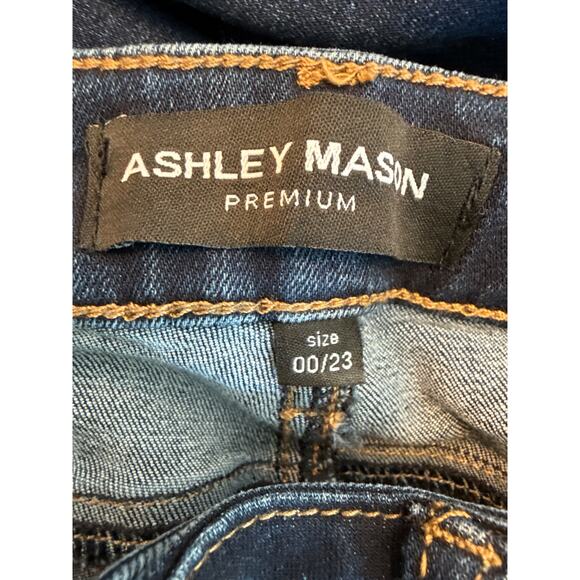 ASHLEY MASON
PREMIUM
size
00/23